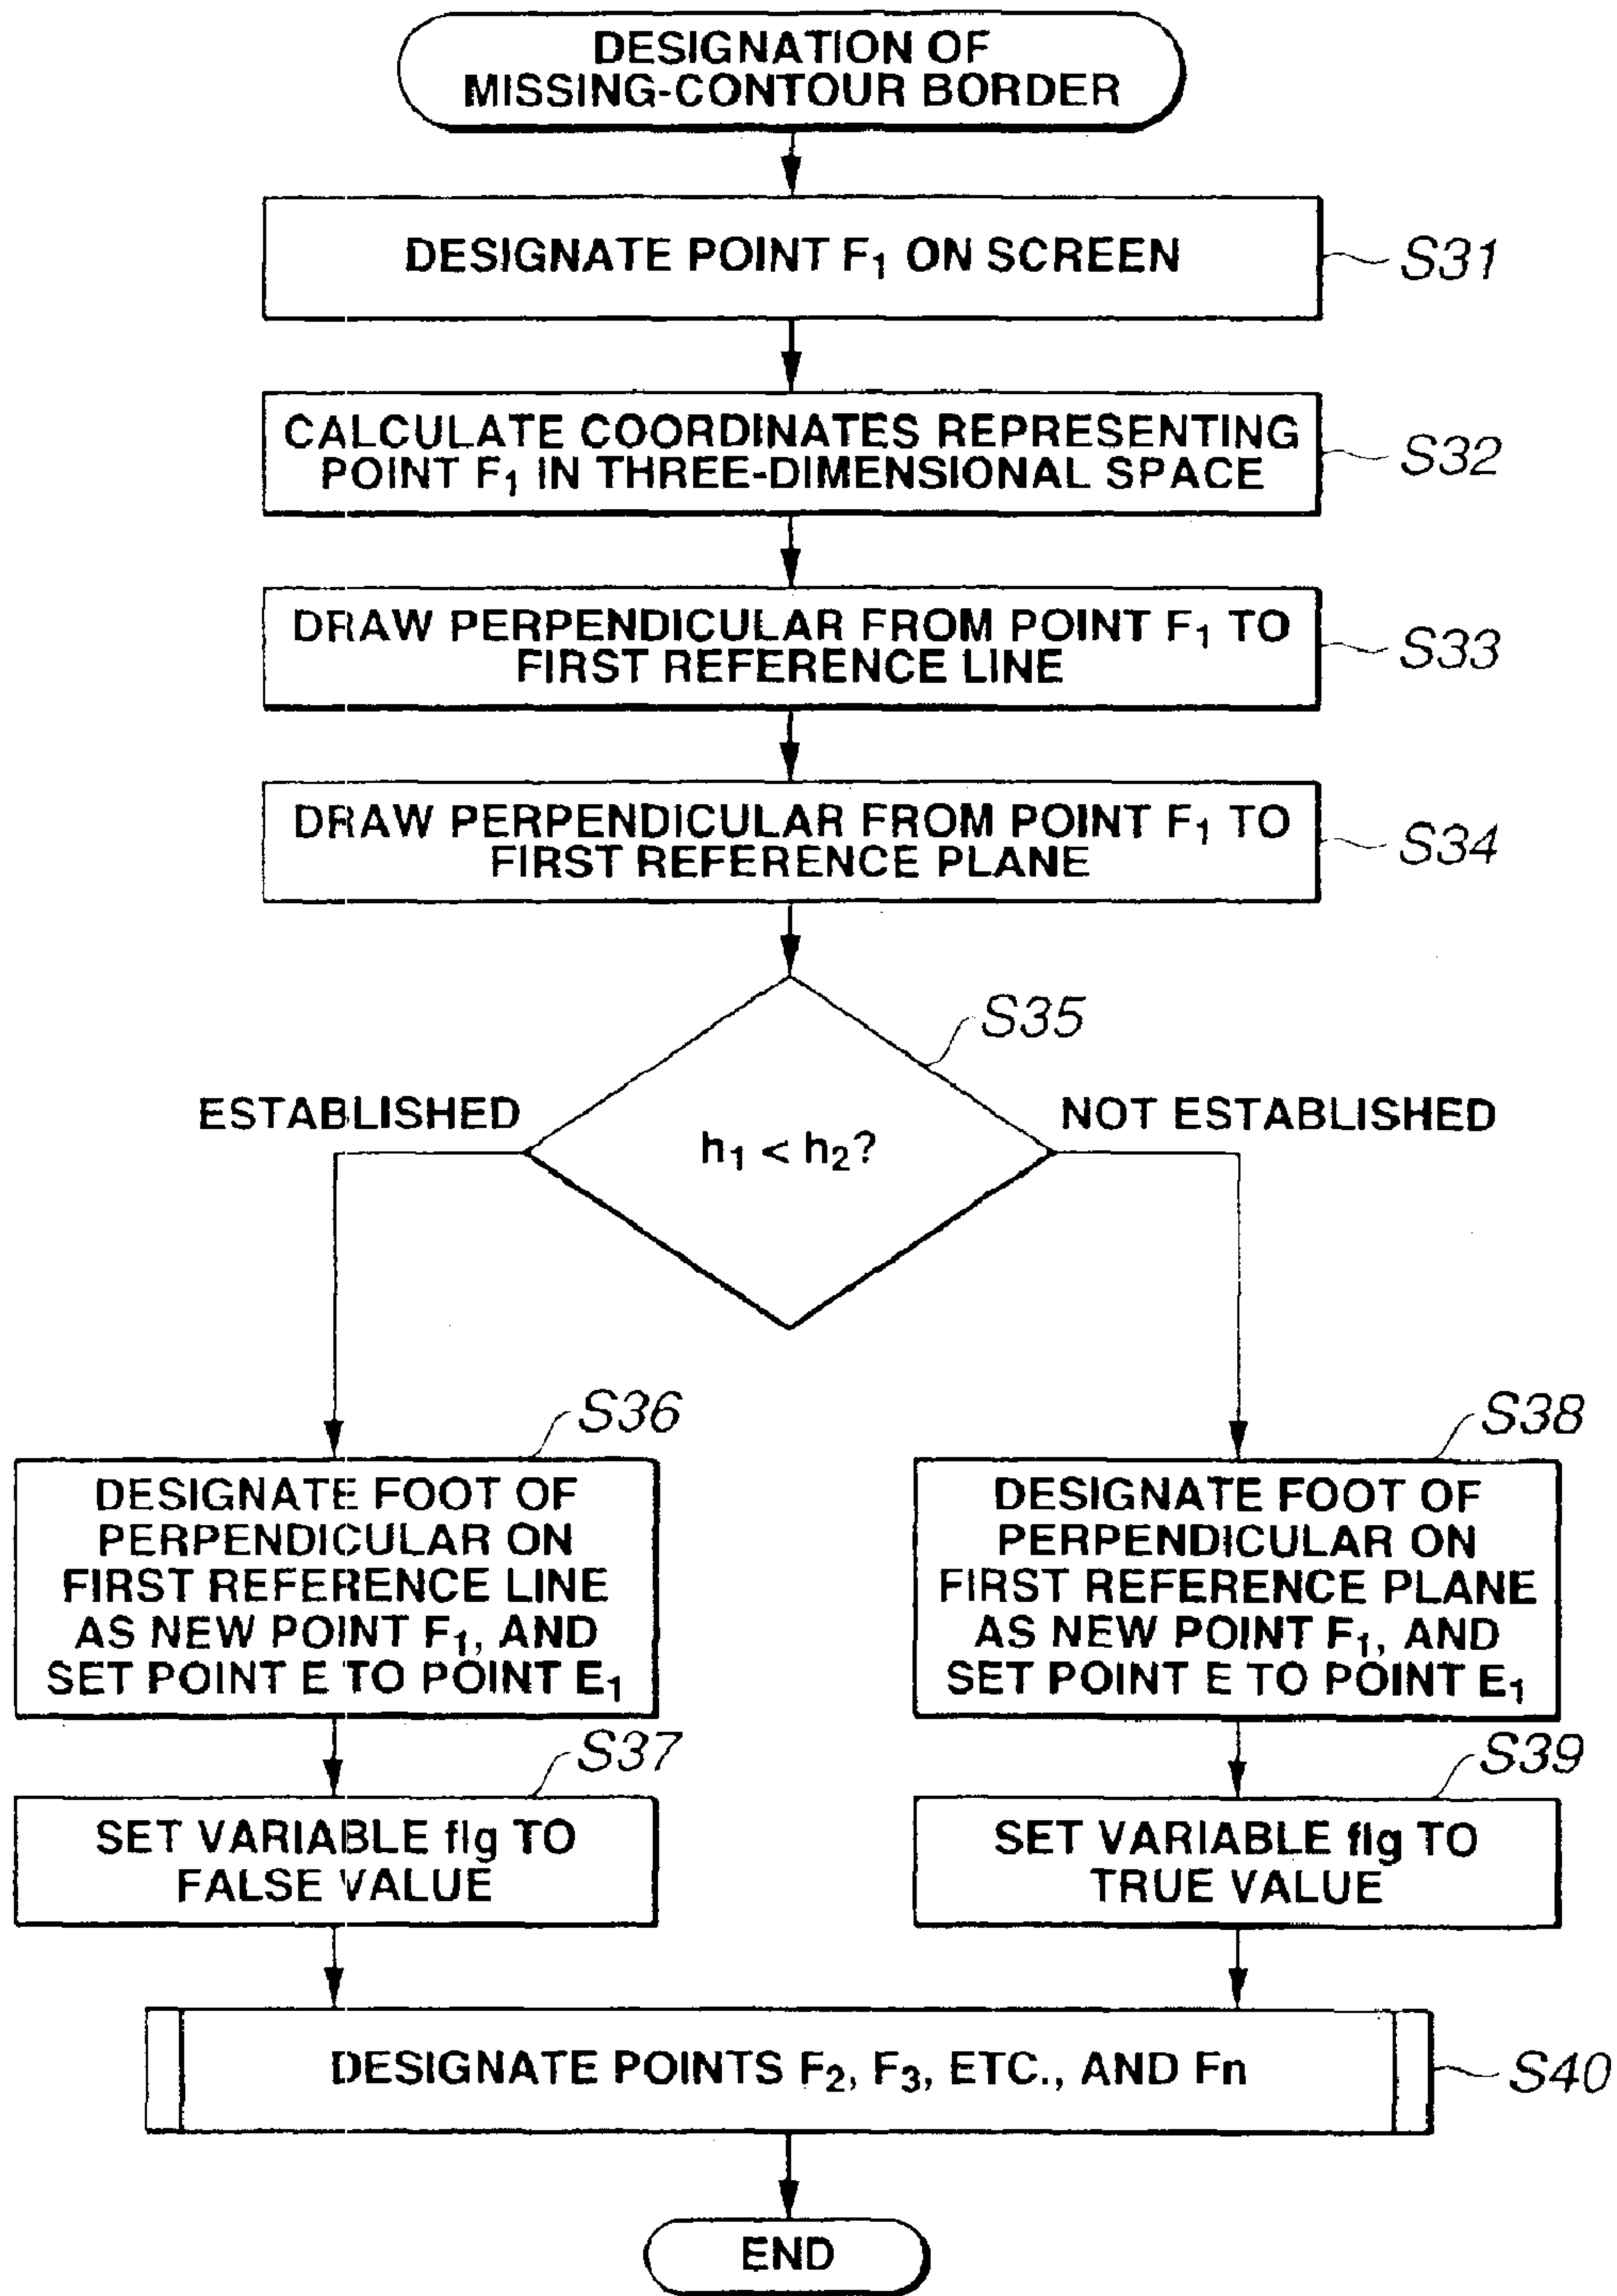 DESIGNATION OF
MISSING-CONTOUR BORDER
DESIGNATE POINT F₁ ON SCREEN
S31
CALCULATE COORDINATES REPRESENTING
POINT F₁ IN THREE-DIMENSIONAL SPACE
S32
DRAW PERPENDICULAR FROM POINT F₁ TO
FIRST REFERENCE LINE
S33
DRAW PERPENDICULAR FROM POINT F₁ TO
FIRST REFERENCE PLANE
S34
S35
ESTABLISHED
h₁ < h₂?
NOT ESTABLISHED
S36
DESIGNATE FOOT OF
PERPENDICULAR ON
FIRST REFERENCE LINE
AS NEW POINT F₁, AND
SET POINT E TO POINT E₁
S37
SET VARIABLE flg TO
FALSE VALUE
S38
DESIGNATE FOOT OF
PERPENDICULAR ON
FIRST REFERENCE PLANE
AS NEW POINT F₁, AND
SET POINT E TO POINT E₁
S39
SET VARIABLE flg TO
TRUE VALUE
DESIGNATE POINTS F₂, F₃, ETC., AND Fn
S40
END